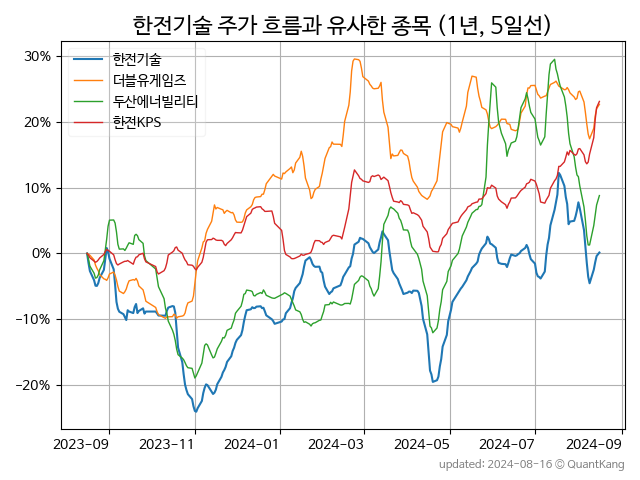 한전기술 주가 흐름과 유사한 종목 (1년, 5일선)
30%
20%
10%
0%
−10%
−20%
한전기술
더블유게임즈
두산에너빌리티
한전KPS
2023-09 2023-11 2024-01 2024-03 2024-05 2024-07 2024-09
updated: 2024-08-16 © QuantKang